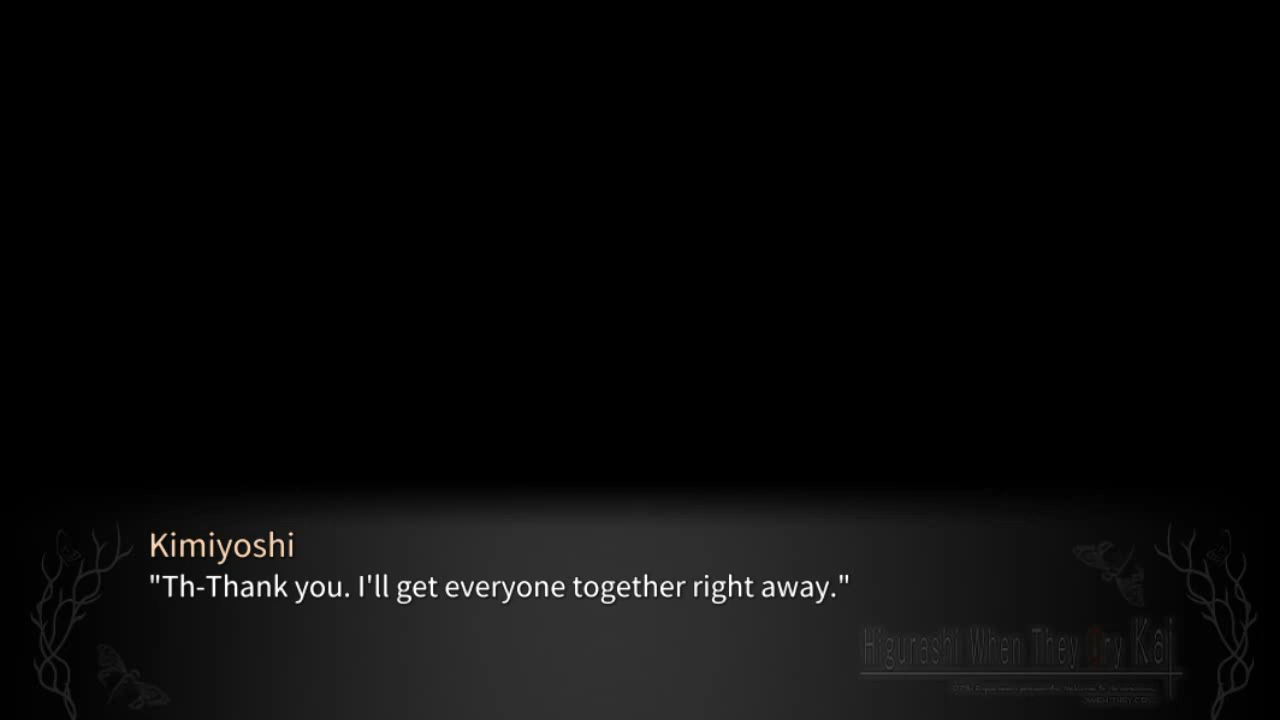 Kimiyoshi
"Th-Thank you. I'll get everyone together right away."
Higurashi When They Cry Kai